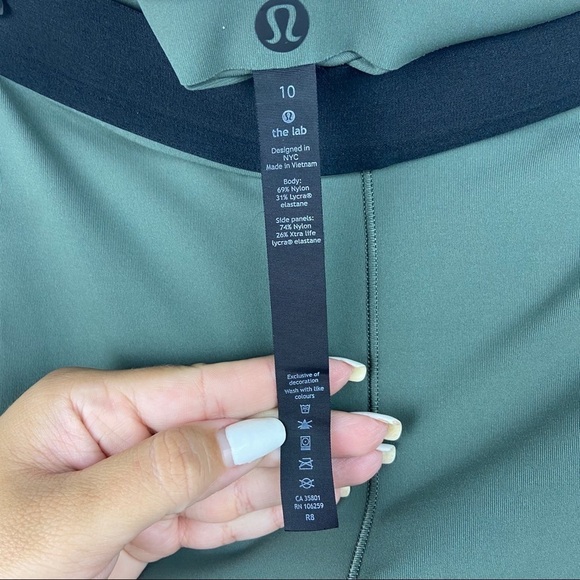 10
the lab
Designed in
NYC
Made in Vietnam
Body:
69% Nylon
31% Lycra®
elastane
Side panels:
74% Nylon
26% Xtra life
lycra® elastane
Exclusive of
decoration
Wash with like
colours
CA 35801
RN 106259
R8